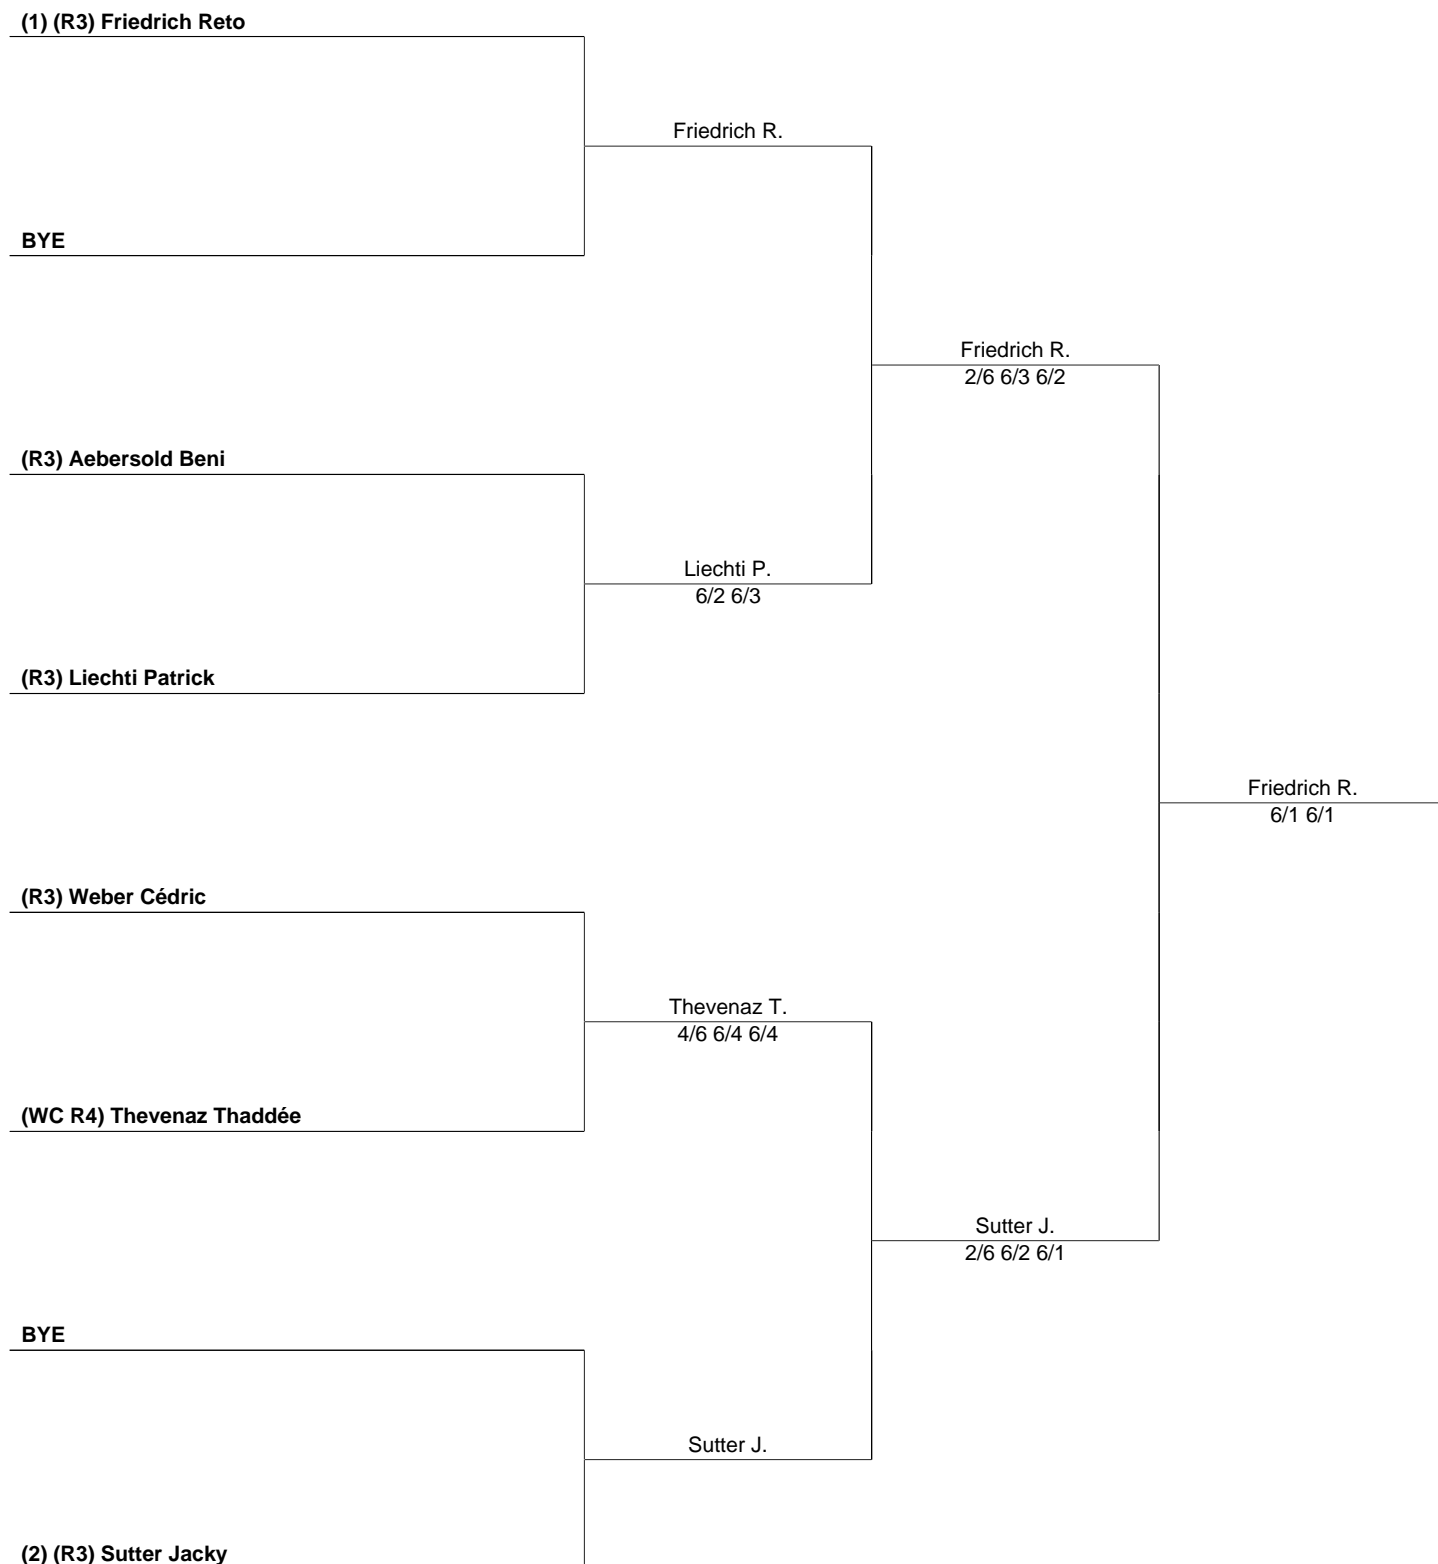 (1) (R3) Friedrich Reto
Friedrich R.
BYE
Friedrich R.
2/6 6/3 6/2
(R3) Aebersold Beni
Liechti P.
6/2 6/3
(R3) Liechti Patrick
Friedrich R.
6/1 6/1
(R3) Weber Cédric
Thevenaz T.
4/6 6/4 6/4
(WC R4) Thevenaz Thaddée
Sutter J.
2/6 6/2 6/1
BYE
Sutter J.
(2) (R3) Sutter Jacky